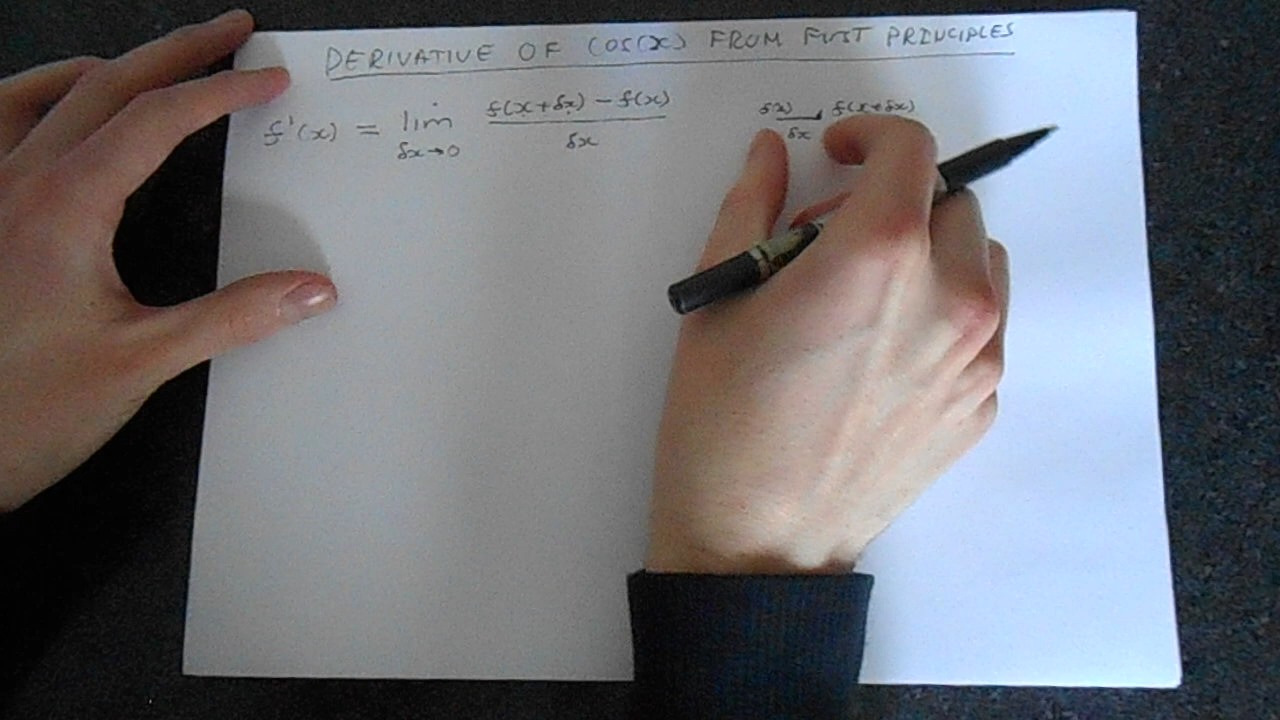 DERIVATIVE OF COS(x) FROM FIRST PRINCIPLES
f'(x) = lim δx→0 f(x+δx) − f(x) / δx
f(x) δx f(x+δx)